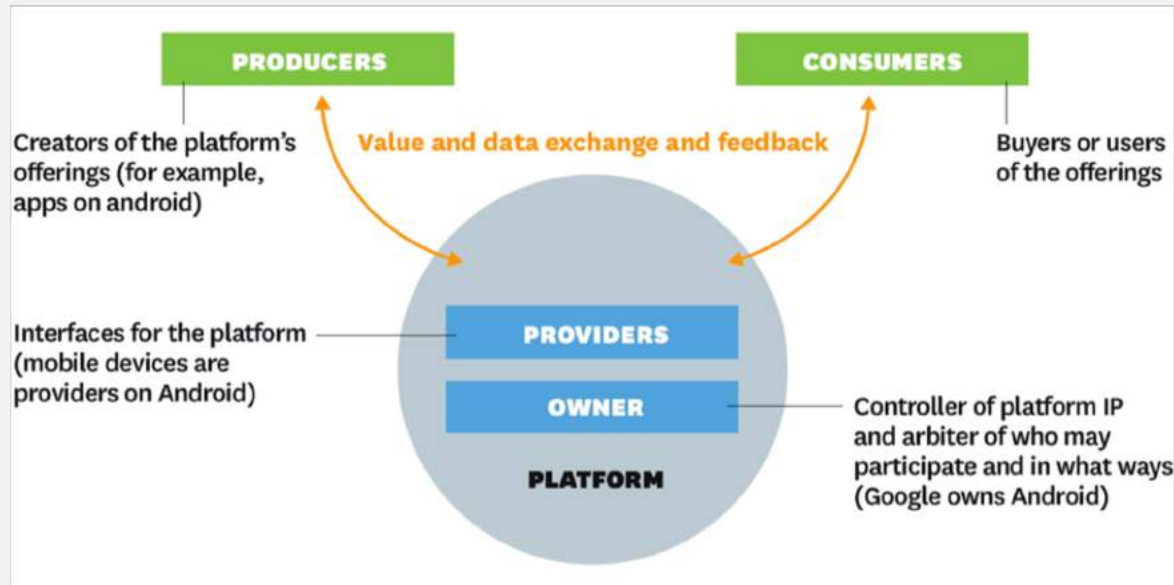 PRODUCERS
CONSUMERS
Creators of the platform's
offerings (for example,
apps on android)
Value and data exchange and feedback
Buyers or users
of the offerings
Interfaces for the platform
(mobile devices are
providers on Android)
PROVIDERS
OWNER
PLATFORM
Controller of platform IP
and arbiter of who may
participate and in what ways
(Google owns Android)